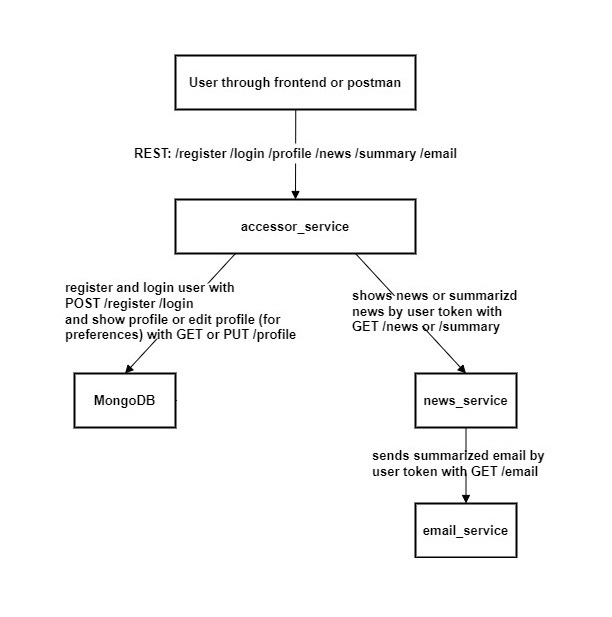 User through frontend or postman
REST: /register /login /profile /news /summary /email
accessor_service
register and login user with
POST /register /login
and show profile or edit profile (for
preferences) with GET or PUT /profile
shows news or summarizd
news by user token with
GET /news or /summary
MongoDB
news_service
sends summarized email by
user token with GET /email
email_service